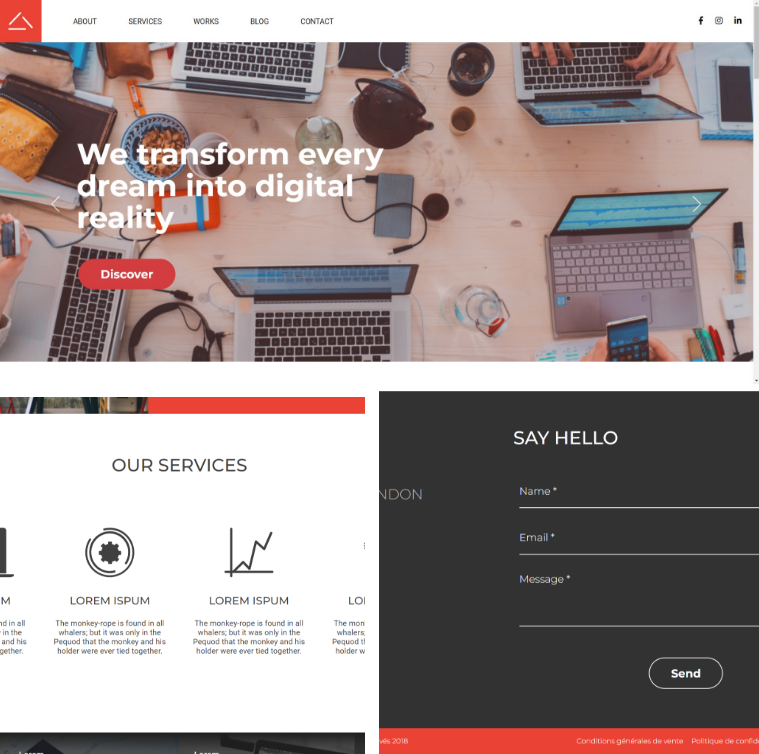 ABOUT SERVICES WORKS BLOG CONTACT
We transform every
dream into digital
reality
Discover
OUR SERVICES
M
LOREM ISPUM
LOREM ISPUM
LO
nd in all
in the
and his
gether.
The monkey-rope is found in all
whalers; but it was only in the
Pequod that the monkey and his
holder were ever tied together.
The monkey-rope is found in all
whalers; but it was only in the
Pequod that the monkey and his
holder were ever tied together.
The mon
whalers;
Pequod t
holder w
SAY HELLO
NDON
Name *
Email *
Message *
Send
vés 2018
Conditions générales de vente Politique de confid